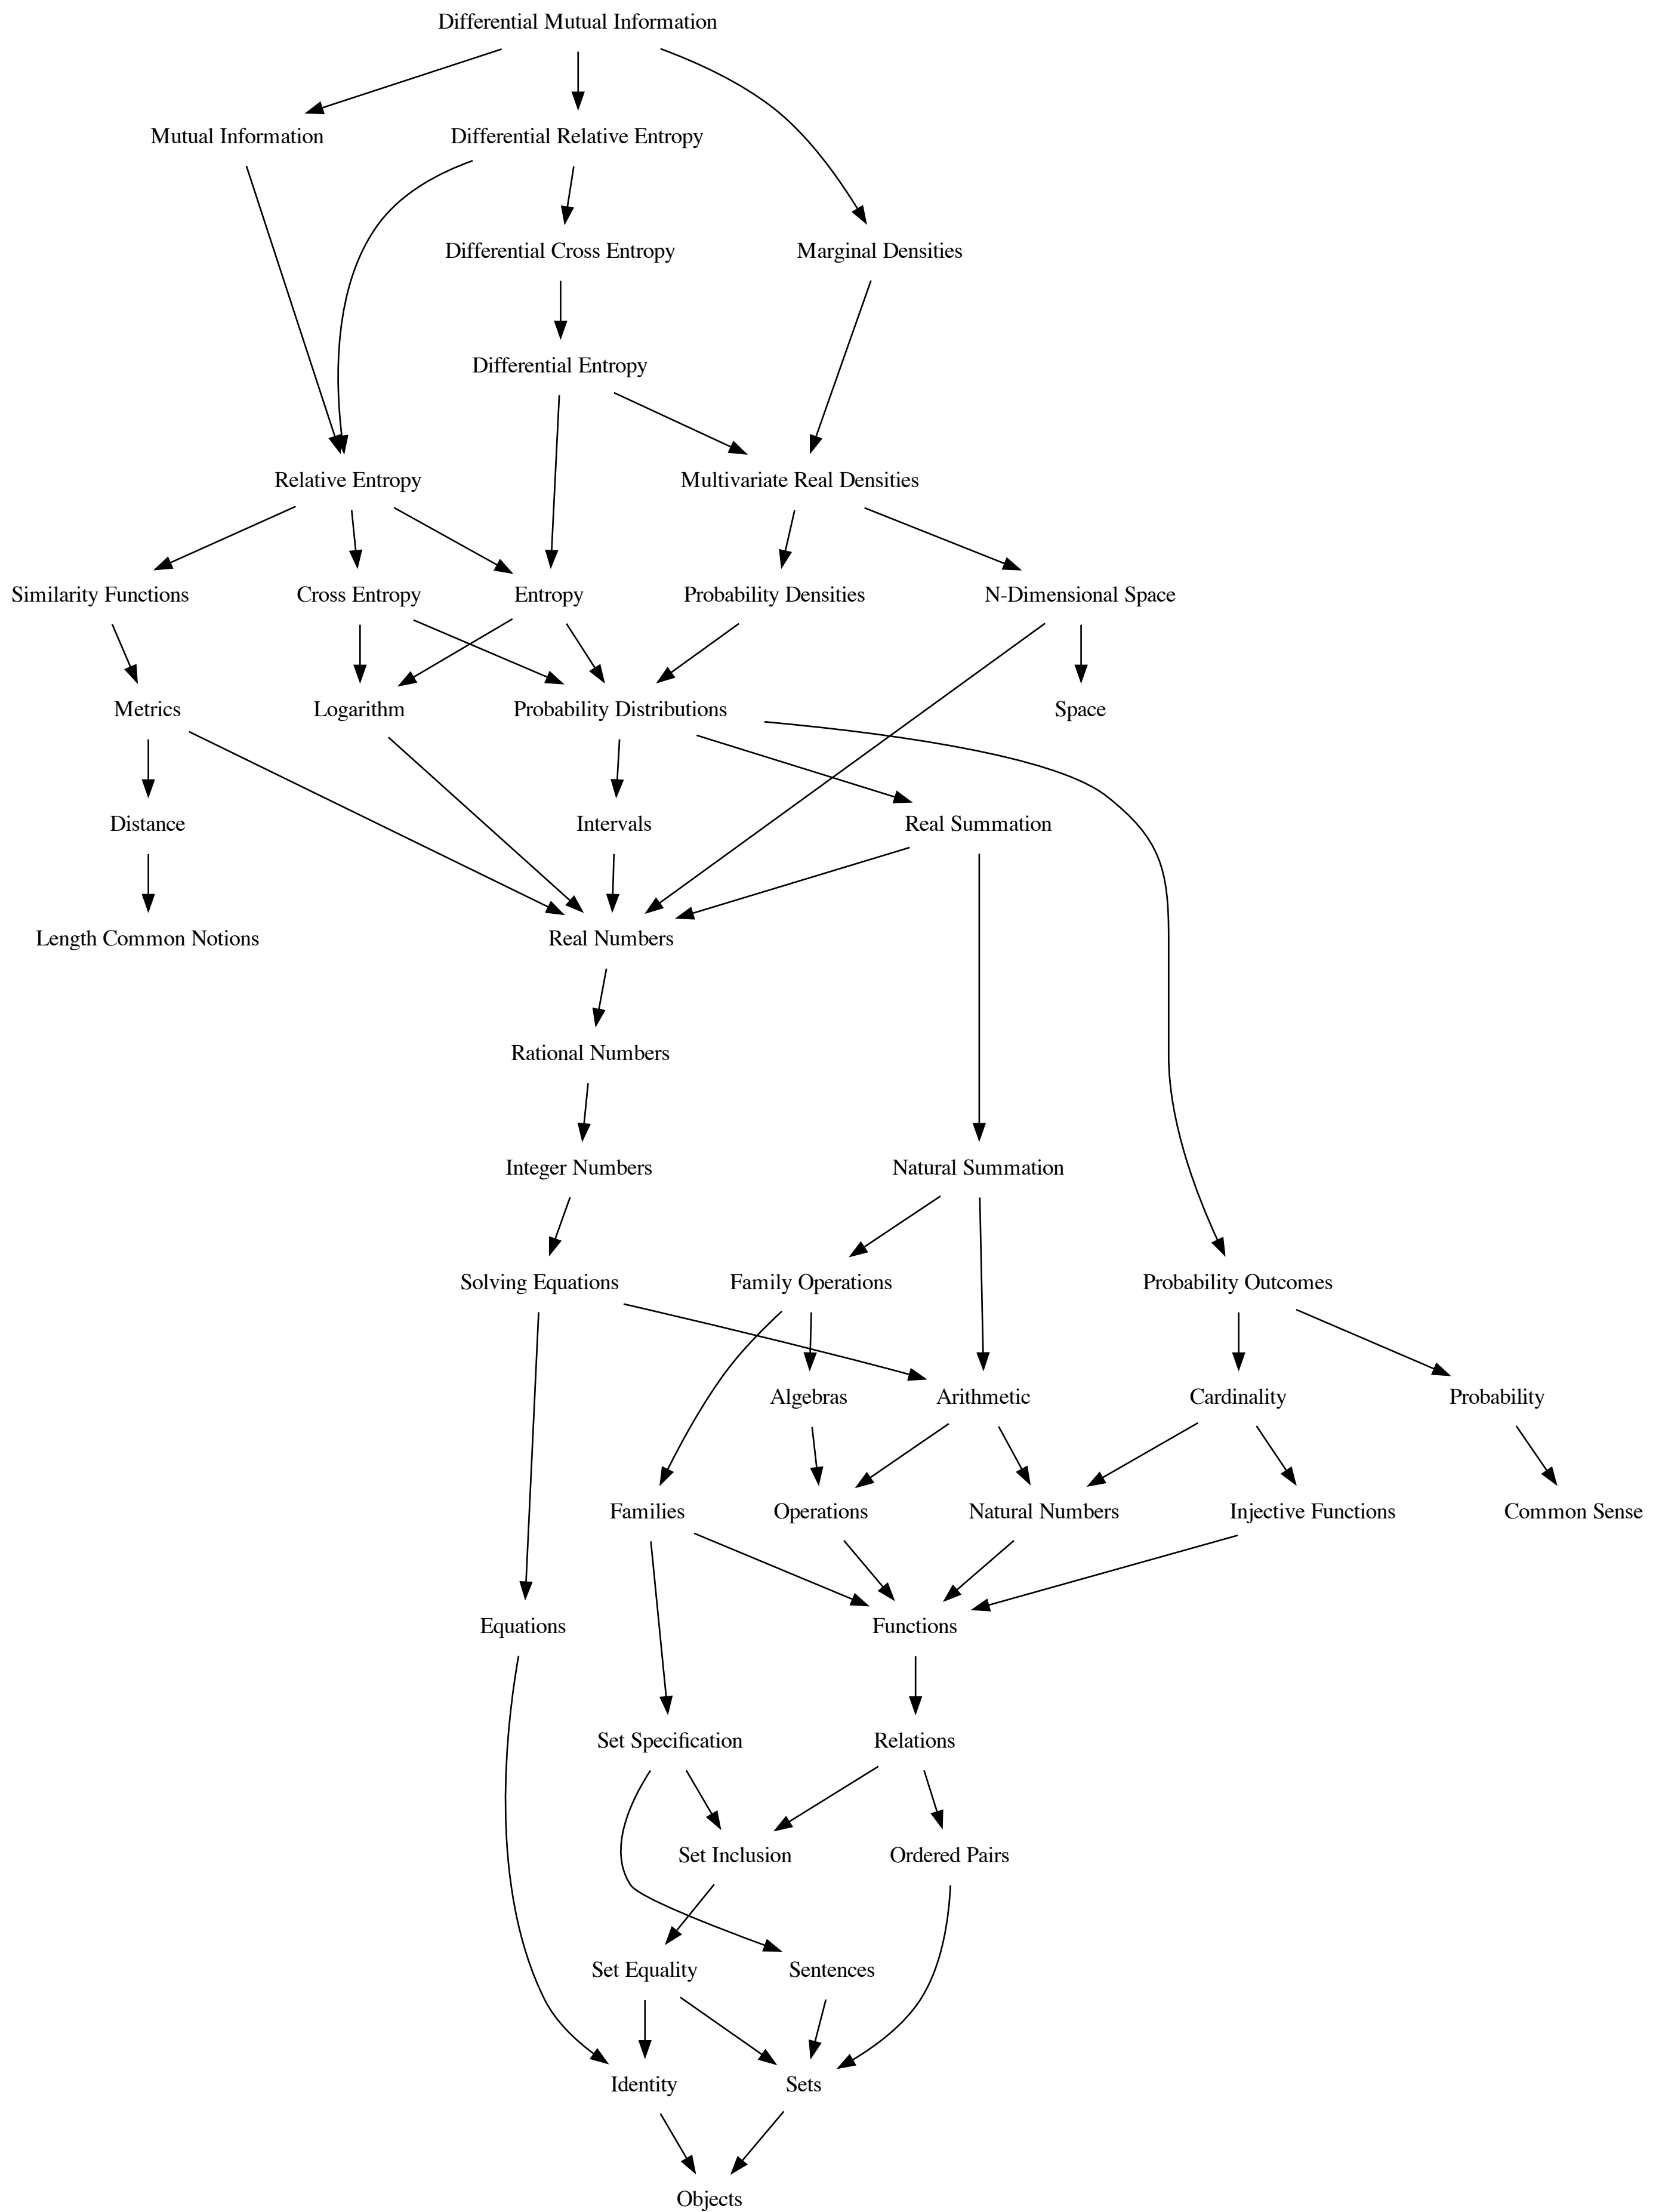 Differential Mutual Information
Mutual Information
Differential Relative Entropy
Differential Cross Entropy
Marginal Densities
Differential Entropy
Relative Entropy
Multivariate Real Densities
Similarity Functions
Cross Entropy
Entropy
Probability Densities
N-Dimensional Space
Metrics
Logarithm
Probability Distributions
Space
Distance
Intervals
Real Summation
Length Common Notions
Real Numbers
Rational Numbers
Integer Numbers
Natural Summation
Solving Equations
Family Operations
Probability Outcomes
Algebras
Arithmetic
Cardinality
Probability
Families
Operations
Natural Numbers
Injective Functions
Common Sense
Equations
Functions
Set Specification
Relations
Set Inclusion
Ordered Pairs
Set Equality
Sentences
Identity
Sets
Objects